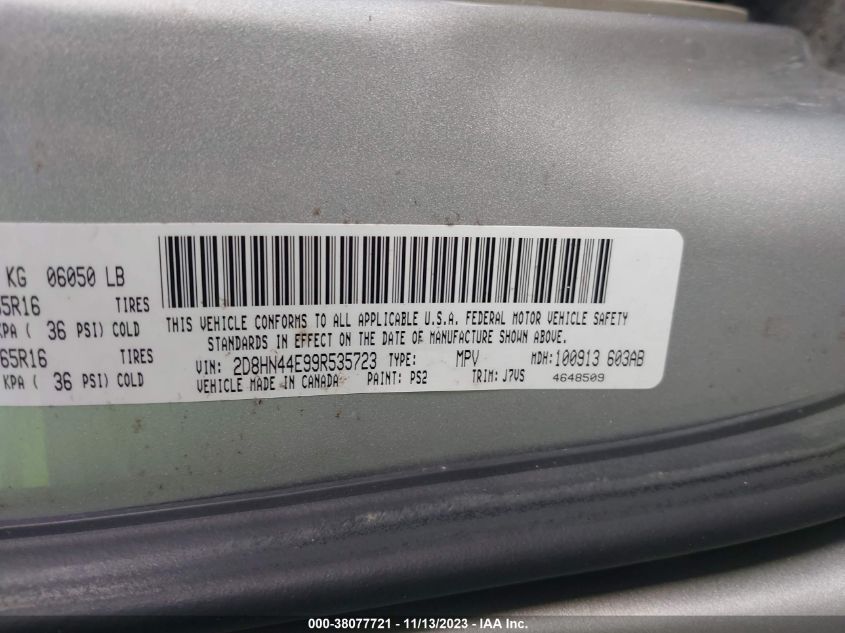 KG 06050 LB
5R16 TIRES
KPA ( 36 PSI) COLD
65R16 TIRES
KPA ( 36 PSI) COLD
THIS VEHICLE CONFORMS TO ALL APPLICABLE U.S.A. FEDERAL MOTOR VEHICLE SAFETY
STANDARDS IN EFFECT ON THE DATE OF MANUFACTURE SHOWN ABOVE.
VIN: 2D8HN44E99R535723 TYPE: MPV MDH: 100913 603AB
VEHICLE MADE IN CANADA PAINT: PS2 TRIM: J7VS 4648509
000-38077721 - 11/13/2023 - IAA Inc.